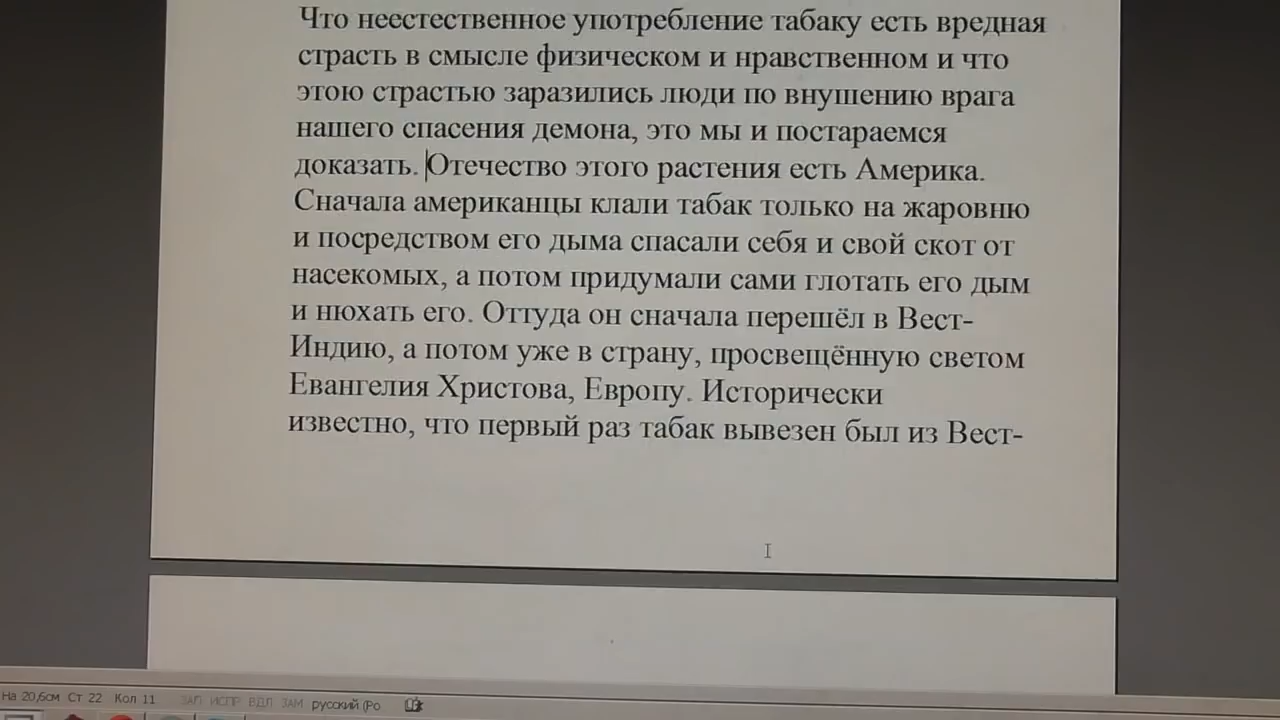 Что неестественное употребление табаку есть вредная
страсть в смысле физическом и нравственном и что
этою страстью заразились люди по внушению врага
нашего спасения демона, это мы и постараемся
доказать. Отечество этого растения есть Америка.
Сначала американцы клали табак только на жаровню
и посредством его дыма спасали себя и свой скот от
насекомых, а потом придумали сами глотать его дым
и нюхать его. Оттуда он сначала перешёл в Вест-
Индию, а потом уже в страну, просвещённую светом
Евангелия Христова, Европу. Исторически
известно, что первый раз табак вывезен был из Вест-
На 20,6см Ст 22 Кол 11 ЗАП ИСПР ВДЛ ЗАМ русский (Ро